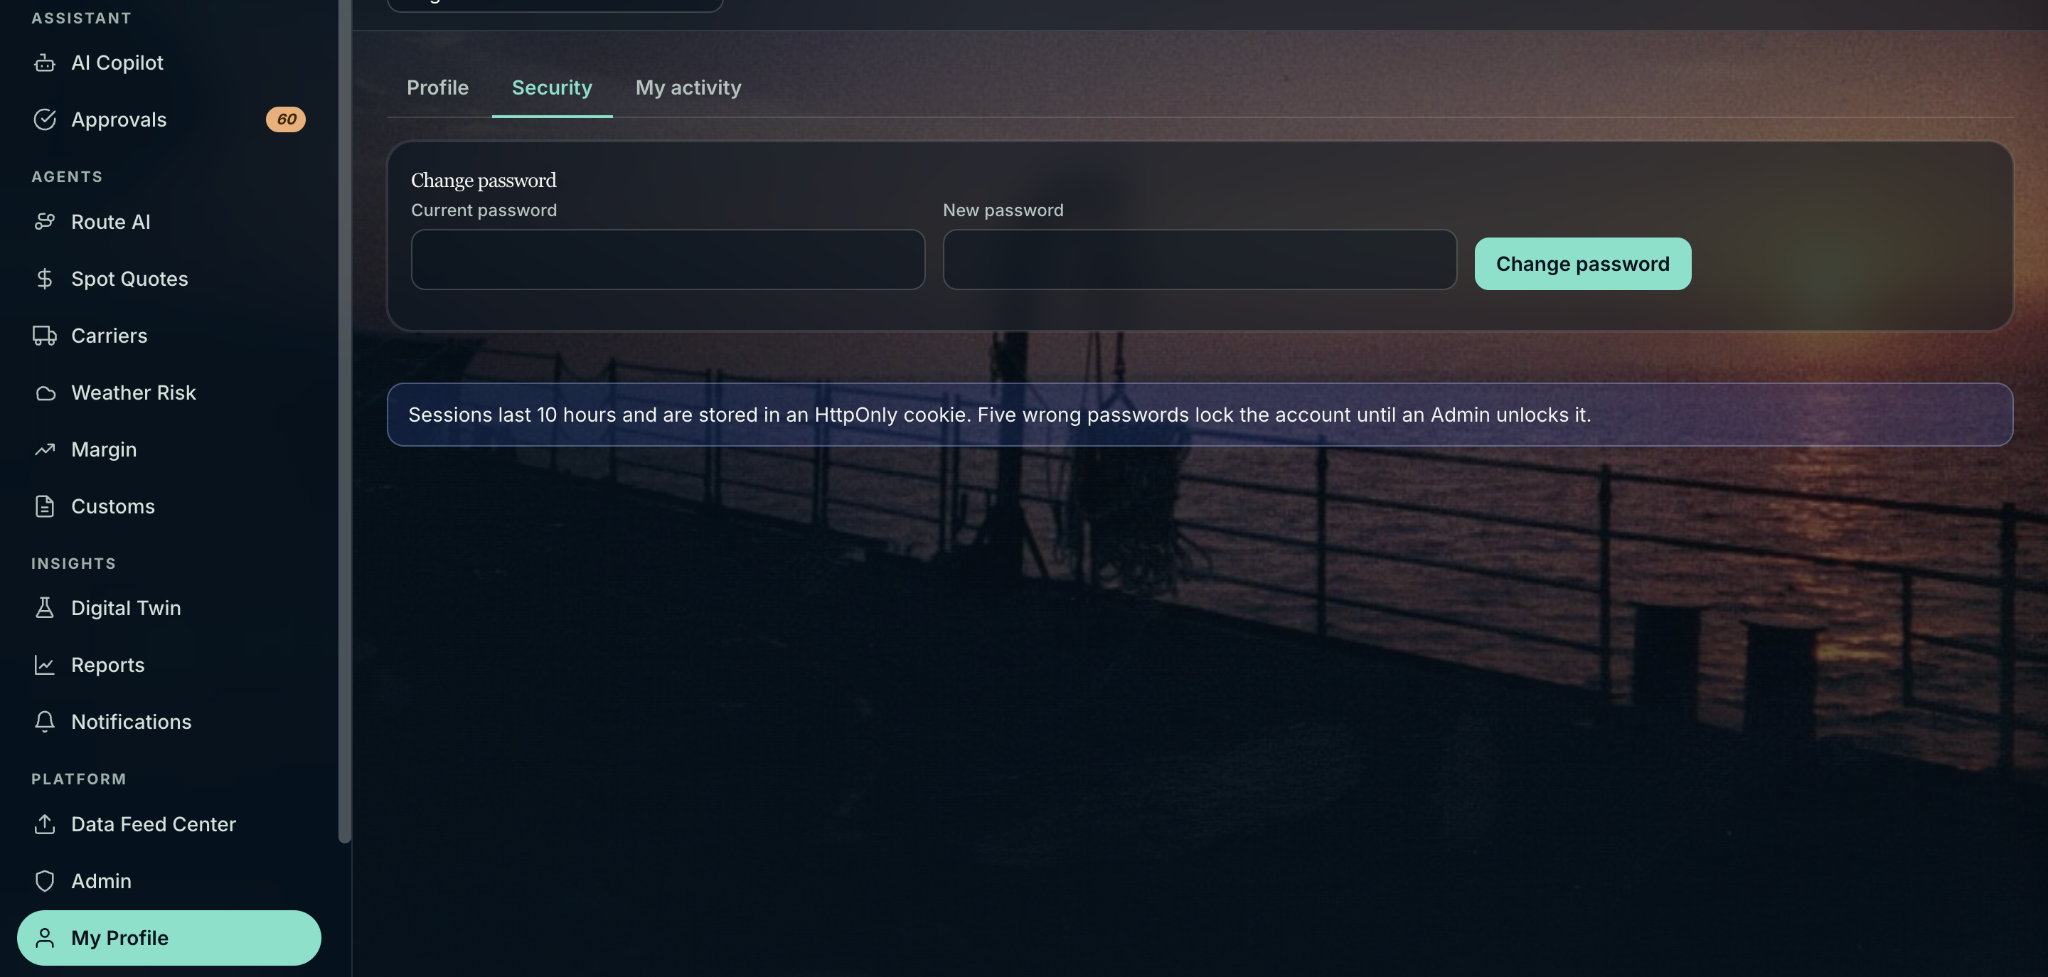 ASSISTANT
AI Copilot
Approvals 60
AGENTS
Route AI
Spot Quotes
Carriers
Weather Risk
Margin
Customs
INSIGHTS
Digital Twin
Reports
Notifications
PLATFORM
Data Feed Center
Admin
My Profile
Profile Security My activity
Change password
Current password New password
Change password
Sessions last 10 hours and are stored in an HttpOnly cookie. Five wrong passwords lock the account until an Admin unlocks it.